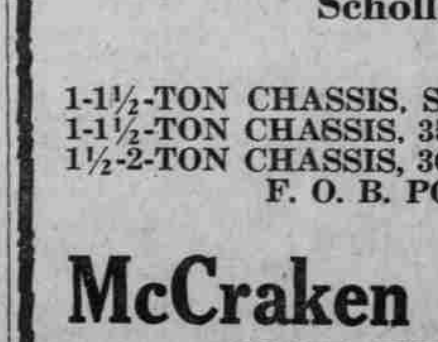 Scholl
1-1½-TON CHASSIS, S
1-1½-TON CHASSIS, 3
1½-2-TON CHASSIS, 3
F. O. B. PO
McCraken